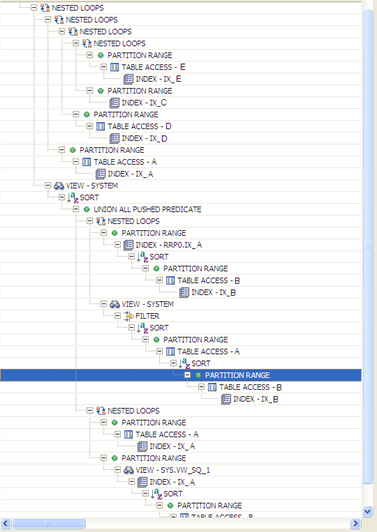 NESTED LOOPS
NESTED LOOPS
NESTED LOOPS
NESTED LOOPS
PARTITION RANGE
TABLE ACCESS - E
INDEX - IX_E
PARTITION RANGE
INDEX - IX_C
PARTITION RANGE
TABLE ACCESS - D
INDEX - IX_D
PARTITION RANGE
TABLE ACCESS - A
INDEX - IX_A
VIEW - SYSTEM
SORT
UNION ALL PUSHED PREDICATE
NESTED LOOPS
PARTITION RANGE
INDEX - RRP0.IX_A
SORT
PARTITION RANGE
TABLE ACCESS - B
INDEX - IX_B
VIEW - SYSTEM
FILTER
SORT
PARTITION RANGE
TABLE ACCESS - A
SORT
PARTITION RANGE
TABLE ACCESS - B
INDEX - IX_B
NESTED LOOPS
PARTITION RANGE
TABLE ACCESS - A
INDEX - IX_A
PARTITION RANGE
VIEW - SYS.VW_SQ_1
INDEX - IX_A
SORT
PARTITION RANGE
TABLE ACCESS - B